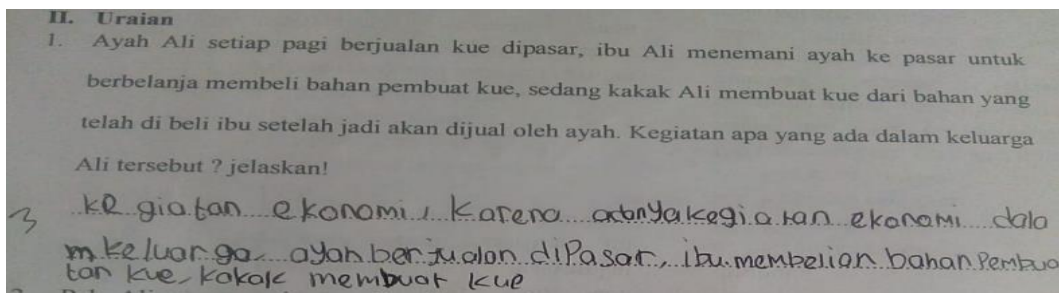 II. Uraian
1. Ayah Ali setiap pagi berjualan kue dipasar, ibu Ali menemani ayah ke pasar untuk
berbelanja membeli bahan pembuat kue, sedang kakak Ali membuat kue dari bahan yang
telah di beli ibu setelah jadi akan dijual oleh ayah. Kegiatan apa yang ada dalam keluarga
Ali tersebut ? jelaskan!
3 kegiatan ekonomi, karena adanya kegiatan ekonomi dala
m keluarga, ayah berjualan dipasar, ibu membelian bahan pembua
tan kue, kakak membuat kue